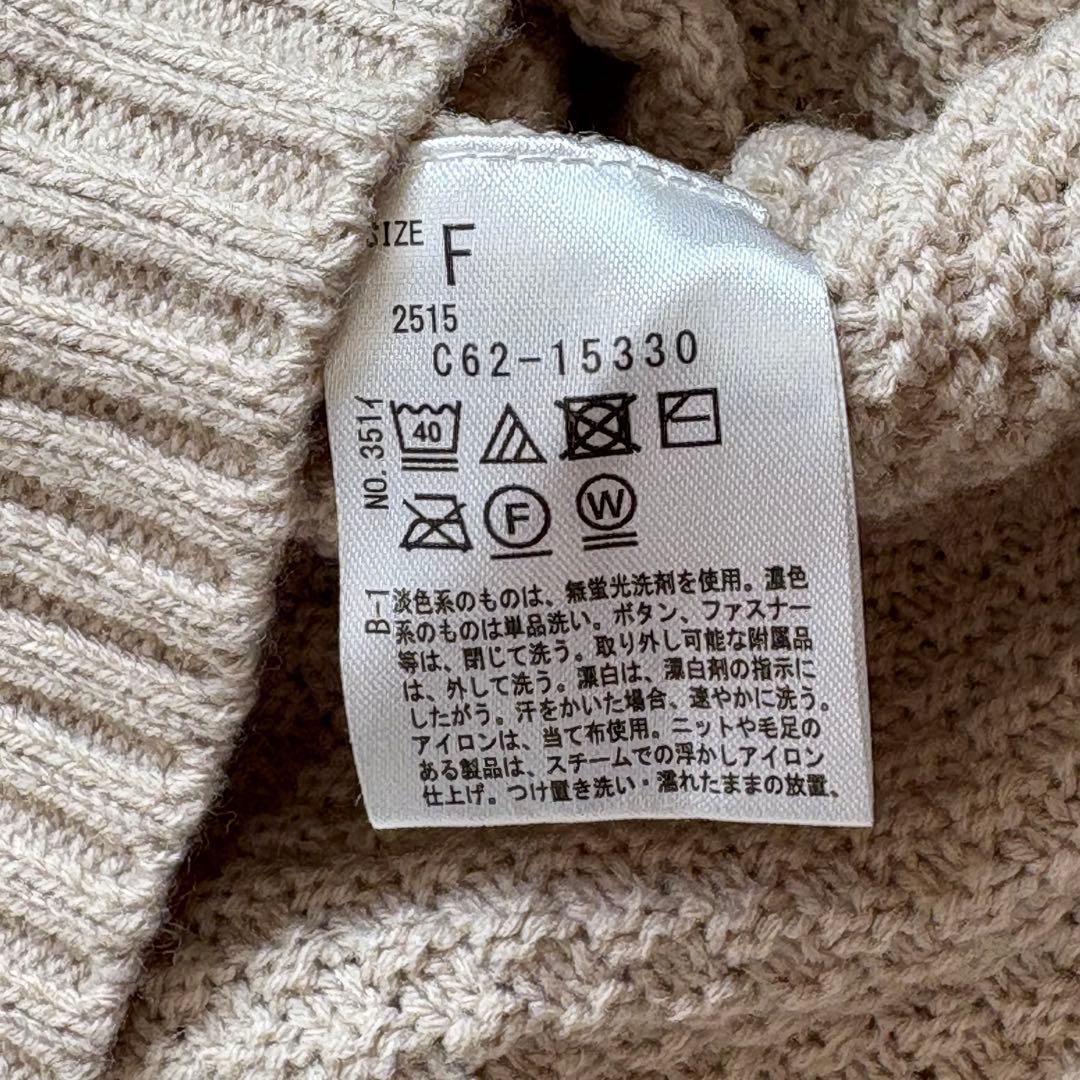 SIZE F
2515
C62-15330
NO.351イ
40
F
W
B-1
淡色系のものは、無蛍光洗剤を使用。濃色
系のものは単品洗い。ボタン、ファスナー
等は、閉じて洗う。取り外し可能な附属品
は、外して洗う。漂白は、漂白剤の指示に
したがう。汗をかいた場合、速やかに洗う。
アイロンは、当て布使用。ニットや毛足の
ある製品は、スチームでの浮かしアイロン
仕上げ。つけ置き洗い・濡れたままの放置、